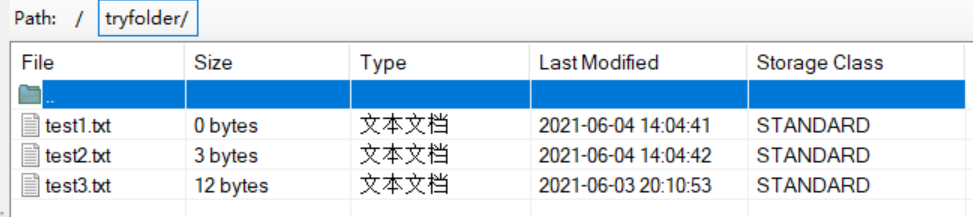 Path: / tryfolder/
File Size Type Last Modified Storage Class
..
test1.txt 0 bytes 文本文档 2021-06-04 14:04:41 STANDARD
test2.txt 3 bytes 文本文档 2021-06-04 14:04:42 STANDARD
test3.txt 12 bytes 文本文档 2021-06-03 20:10:53 STANDARD